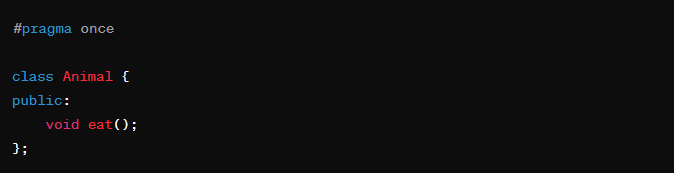 #pragma once
class Animal {
public:
    void eat();
};